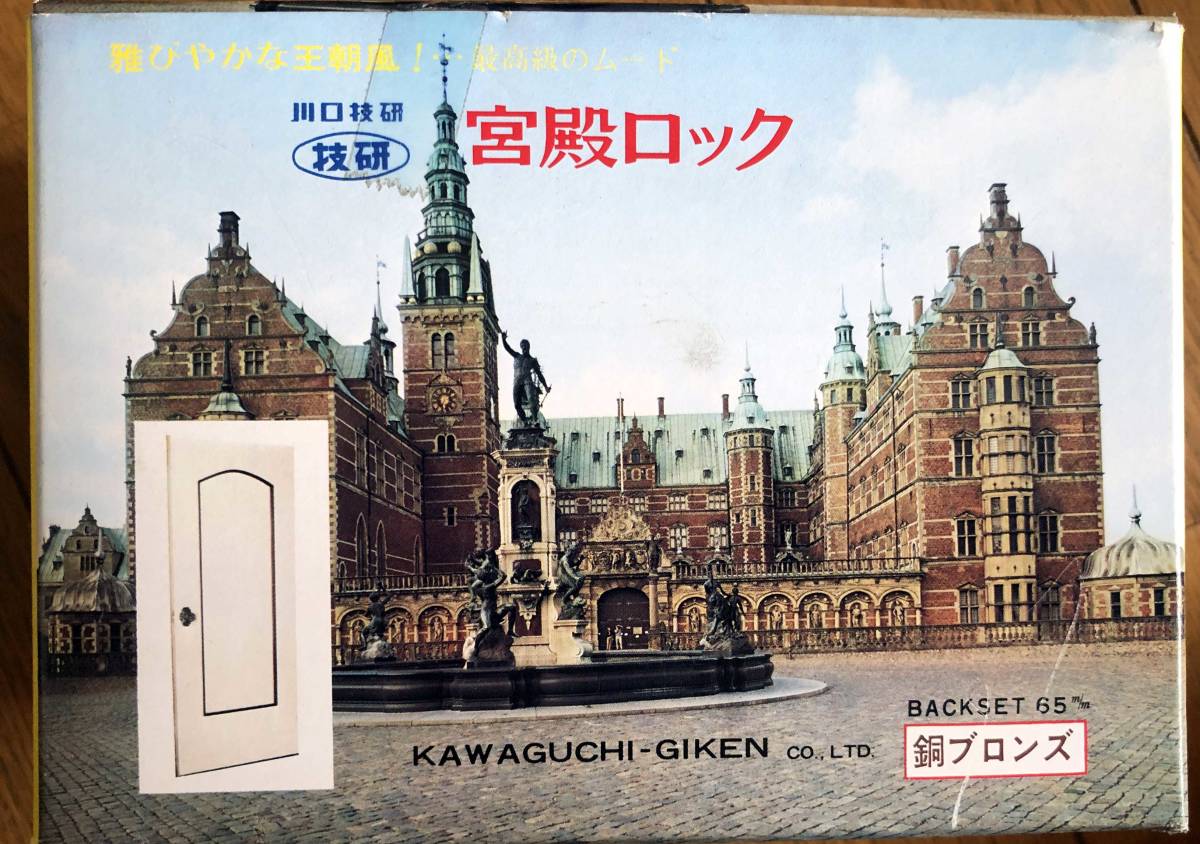 雅びやかな王朝風！…最高級のムード
川口技研
技研
宮殿ロック
BACKSET 65 m/m
銅ブロンズ
KAWAGUCHI-GIKEN CO., LTD.